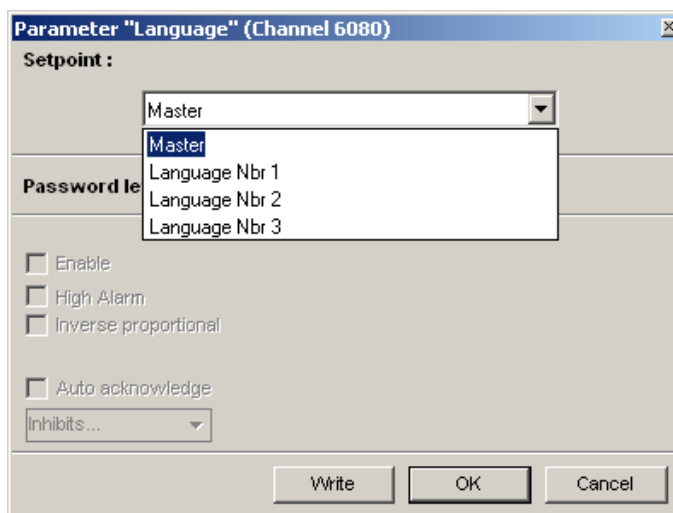 Parameter "Language" (Channel 6080)
Setpoint :
Master
Master
Language Nbr 1
Language Nbr 2
Language Nbr 3
Password le
Enable
High Alarm
Inverse proportional
Auto acknowledge
Inhibits...
Write OK Cancel